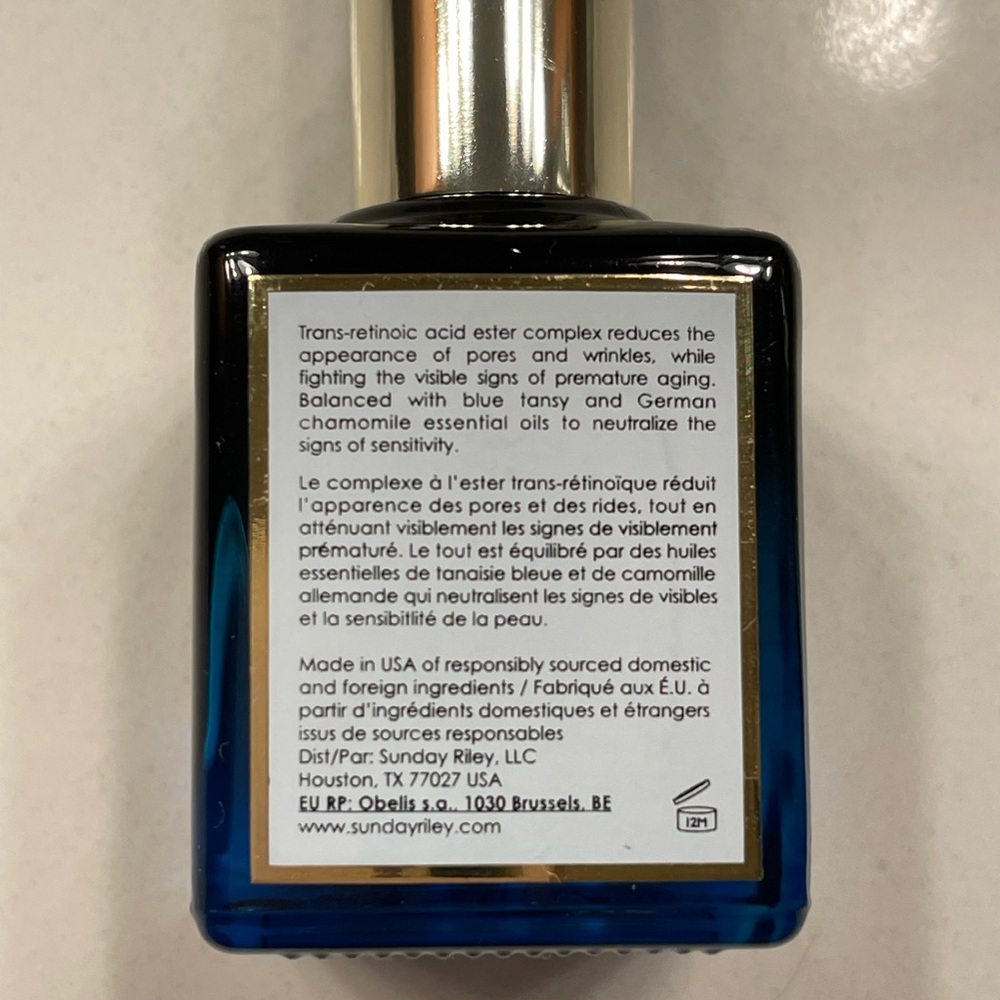 Trans-retinoic acid ester complex reduces the
appearance of pores and wrinkles, while
fighting the visible signs of premature aging.
Balanced with blue tansy and German
chamomile essential oils to neutralize the
signs of sensitivity.
Le complexe à l'ester trans-rétinoïque réduit
l'apparence des pores et des rides, tout en
atténuant visiblement les signes de visiblement
prématuré. Le tout est équilibré par des huiles
essentielles de tanaisie bleue et de camomille
allemande qui neutralisent les signes de visibles
et la sensibitlité de la peau.
Made in USA of responsibly sourced domestic
and foreign ingredients / Fabriqué aux É.U. à
partir d'ingrédients domestiques et étrangers
issus de sources responsables
Dist/Par: Sunday Riley, LLC
Houston, TX 77027 USA
EU RP: Obelis s.a., 1030 Brussels, BE
www.sundayriley.com
12M